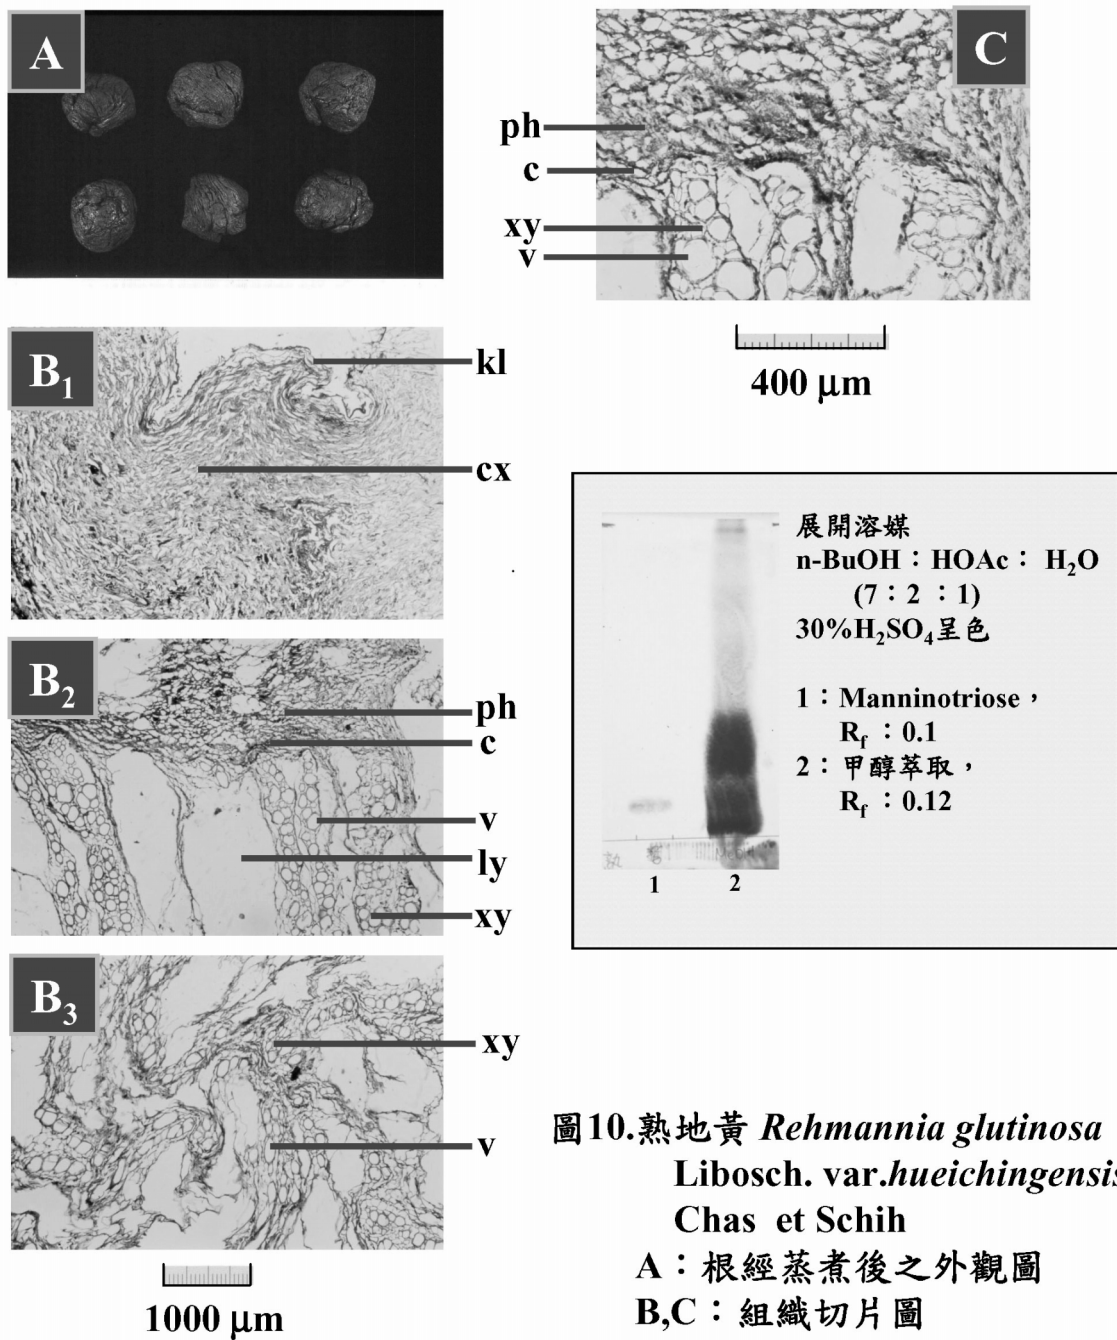 A
C
ph
c
xy
v
400 μm
B₁
kl
cx
B₂
ph
c
v
ly
xy
B₃
xy
v
1000 μm
展開溶媒
n-BuOH：HOAc： H₂O
(7：2 ：1)
30%H₂SO₄呈色
1：Manninotriose，
R_f：0.1
2：甲醇萃取，
R_f：0.12
1
2
圖10.熟地黃 Rehmannia glutinosa
Libosch. var.hueichingensis
Chas et Schih
A：根經蒸煮後之外觀圖
B,C：組織切片圖